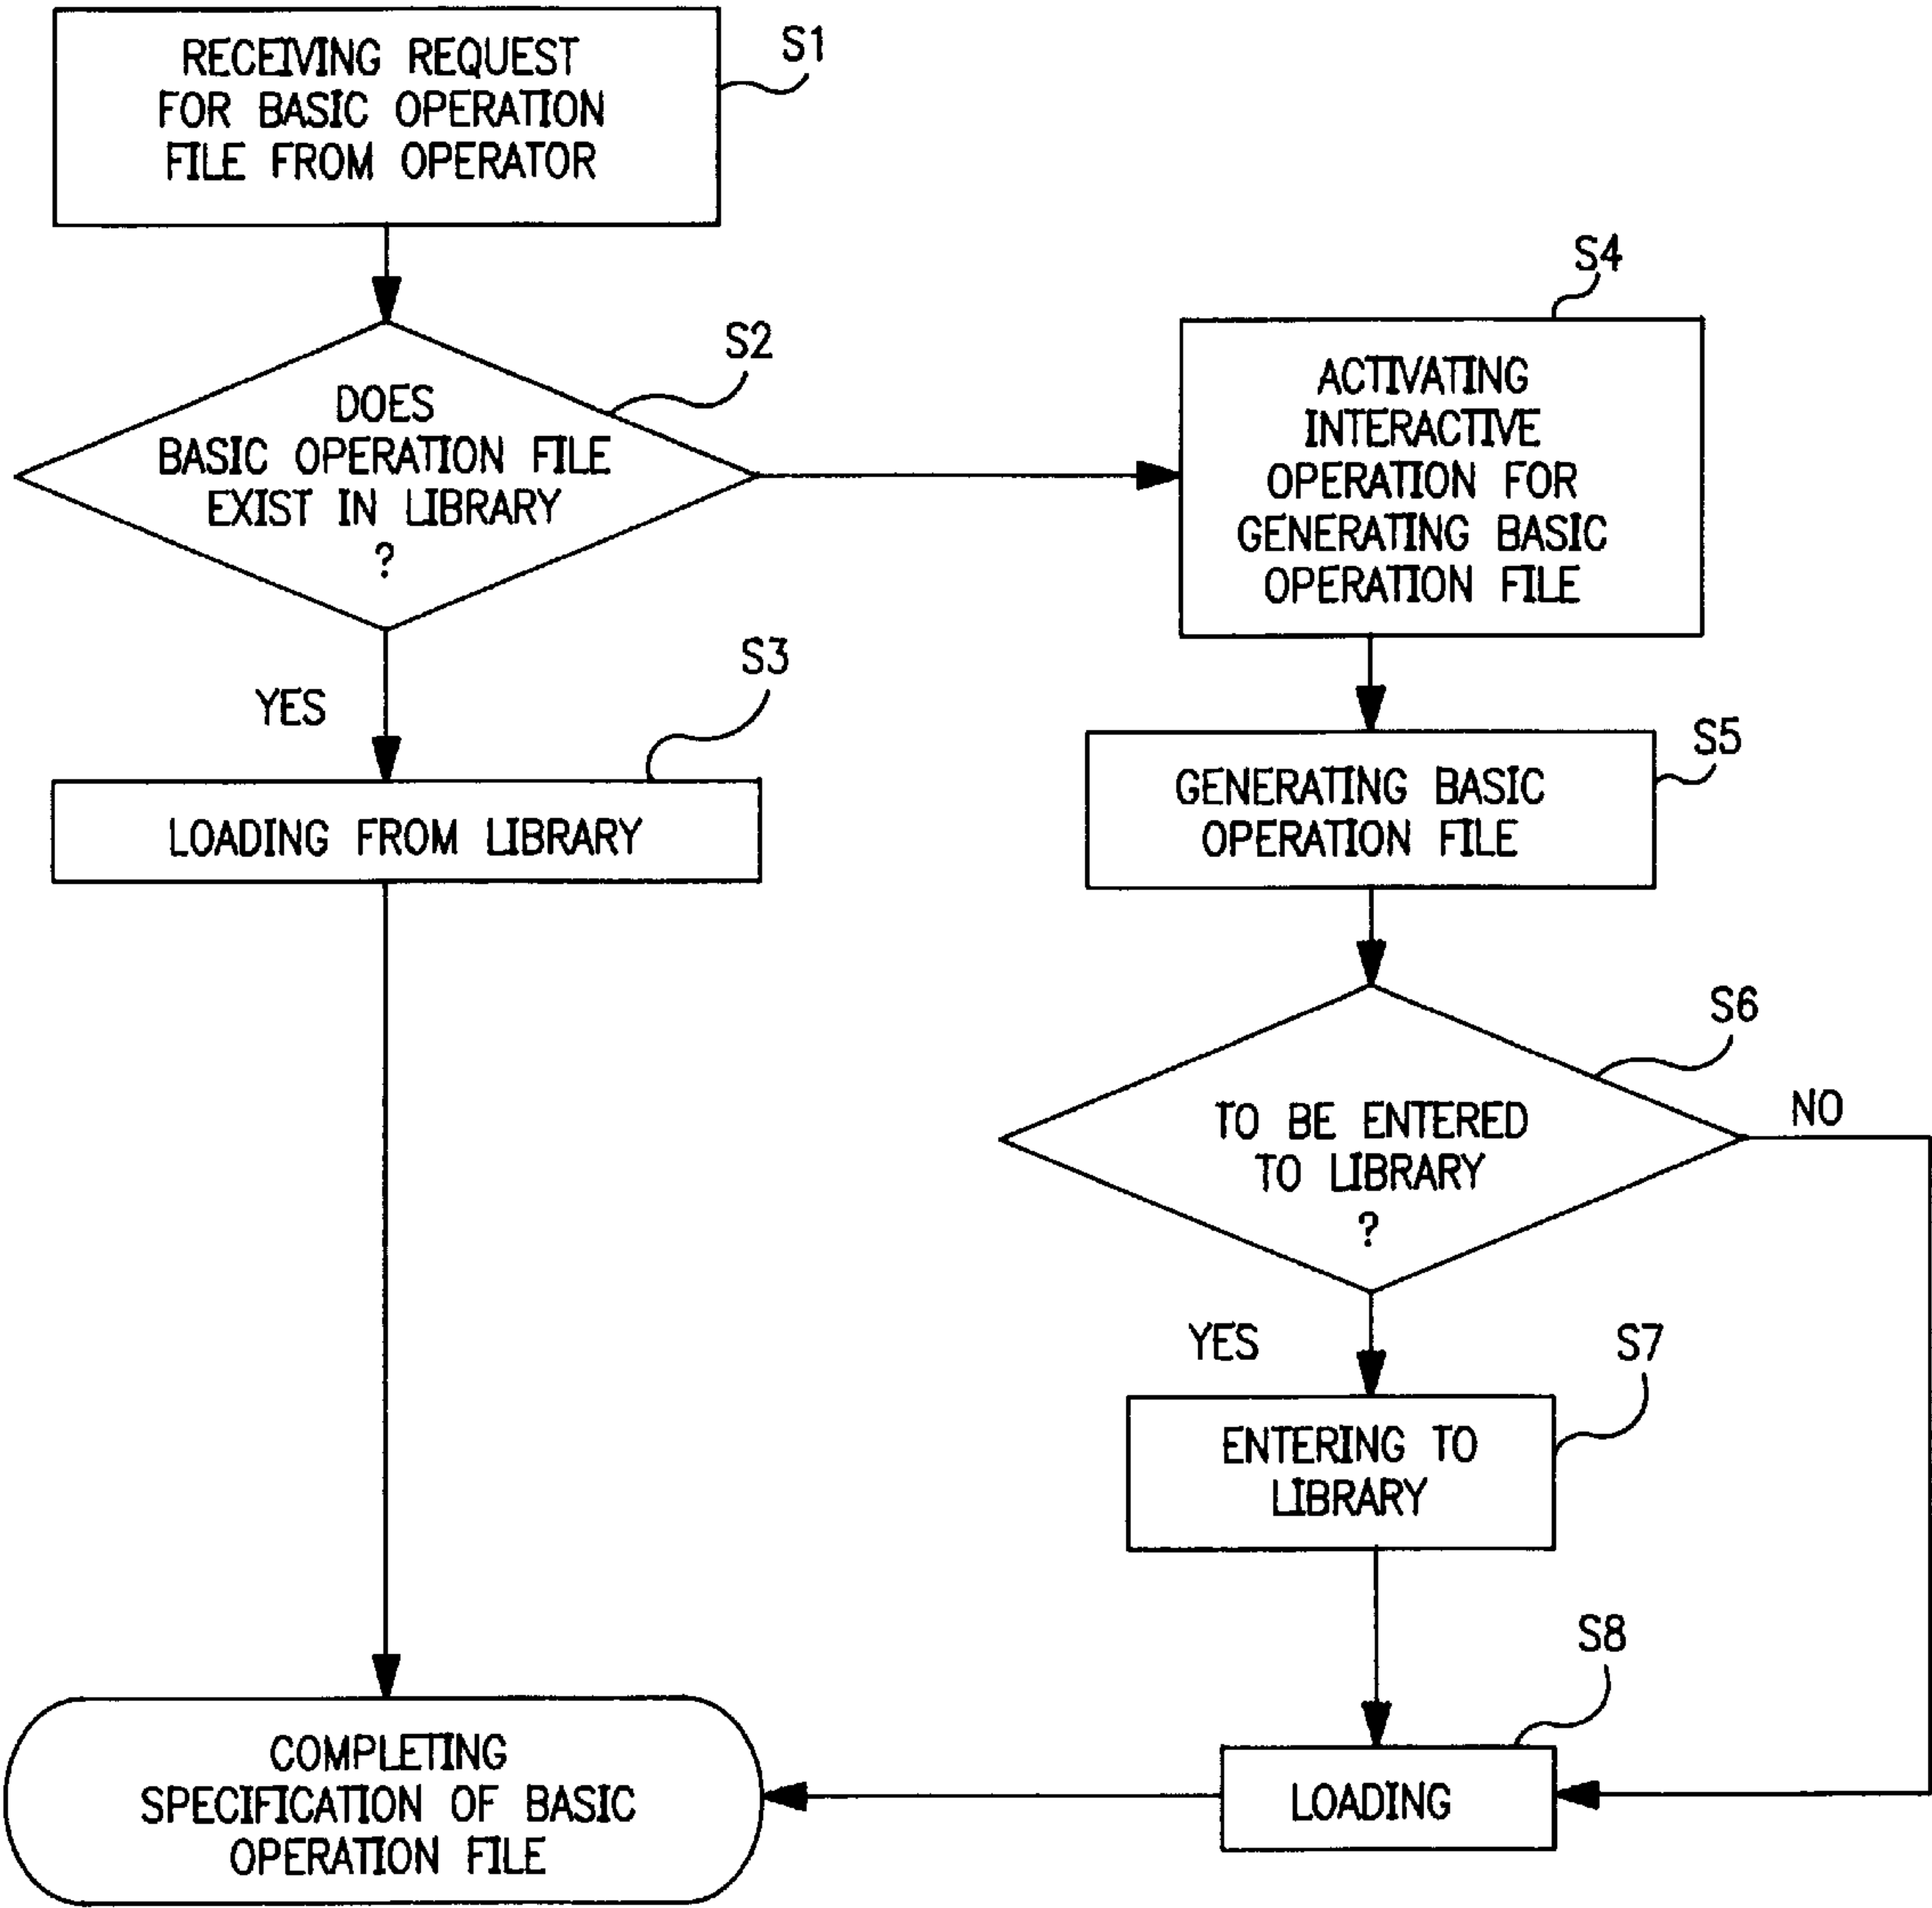 RECEIVING REQUEST
FOR BASIC OPERATION
FILE FROM OPERATOR
S1
DOES
BASIC OPERATION FILE
EXIST IN LIBRARY
?
S2
YES
S3
LOADING FROM LIBRARY
S4
ACTIVATING
INTERACTIVE
OPERATION FOR
GENERATING BASIC
OPERATION FILE
S5
GENERATING BASIC
OPERATION FILE
S6
TO BE ENTERED
TO LIBRARY
?
NO
YES
S7
ENTERING TO
LIBRARY
S8
LOADING
COMPLETING
SPECIFICATION OF BASIC
OPERATION FILE